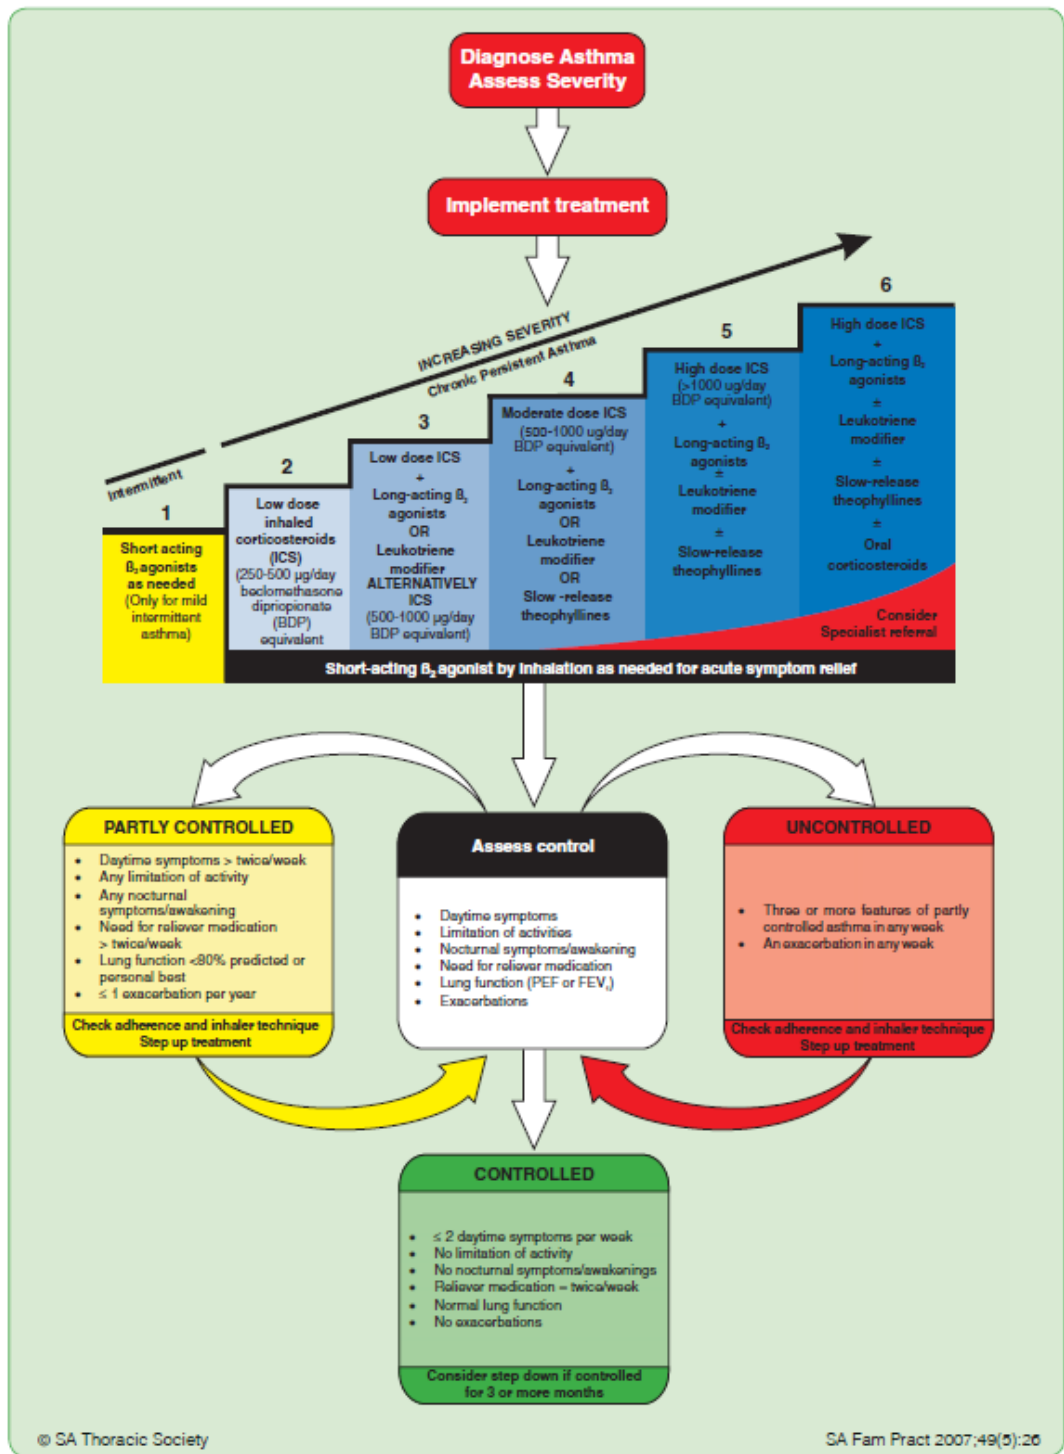 Diagnose Asthma
Assess Severity
Implement treatment
INCREASING SEVERITY
Chronic Persistent Asthma
Intermittent
1
Short acting
ß₂ agonists
as needed
(Only for mild
intermittent
asthma)
2
Low dose
inhaled
corticosteroids
(ICS)
(250-500 µg/day
beclomethasone
dipropionate
(BDP)
equivalent
3
Low dose ICS
+
Long-acting ß₂
agonists
OR
Leukotriene
modifier
ALTERNATIVELY
ICS
(500-1000 µg/day
BDP equivalent)
4
Moderate dose ICS
(500-1000 ug/day
BDP equivalent)
+
Long-acting ß₂
agonists
OR
Leukotriene
modifier
OR
Slow -release
theophyllines
5
High dose ICS
(>1000 ug/day
BDP equivalent)
+
Long-acting ß₂
agonists
±
Leukotriene
modifier
±
Slow-release
theophyllines
6
High dose ICS
+
Long-acting ß₂
agonists
±
Leukotriene
modifier
±
Slow-release
theophyllines
±
Oral
corticosteroids
Consider
Specialist referral
Short-acting ß₂ agonist by inhalation as needed for acute symptom relief
PARTLY CONTROLLED
• Daytime symptoms > twice/week
• Any limitation of activity
• Any nocturnal
symptoms/awakening
• Need for reliever medication
> twice/week
• Lung function <80% predicted or
personal best
• ≤ 1 exacerbation per year
Check adherence and inhaler technique
Step up treatment
Assess control
• Daytime symptoms
• Limitation of activities
• Nocturnal symptoms/awakening
• Need for reliever medication
• Lung function (PEF or FEV₁)
• Exacerbations
UNCONTROLLED
• Three or more features of partly
controlled asthma in any week
• An exacerbation in any week
Check adherence and inhaler technique
Step up treatment
CONTROLLED
• ≤ 2 daytime symptoms per week
• No limitation of activity
• No nocturnal symptoms/awakenings
• Reliever medication – twice/week
• Normal lung function
• No exacerbations
Consider step down if controlled
for 3 or more months
© SA Thoracic Society
SA Fam Pract 2007;49(5):26